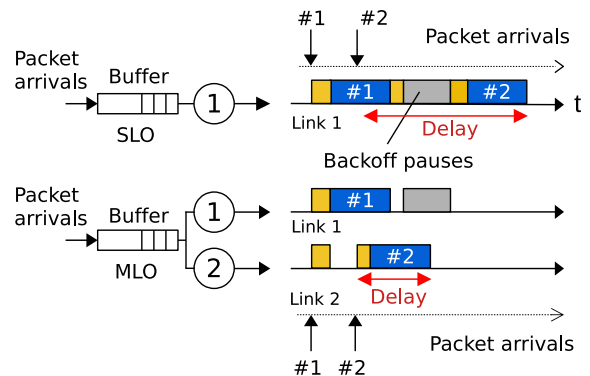 #1 #2
Packet arrivals
Packet
arrivals
Buffer
1
SLO
#1
#2
t
Link 1
Delay
Backoff pauses
Packet
arrivals
Buffer
1
#1
Link 1
2
MLO
#2
Link 2
Delay
Packet arrivals
#1 #2